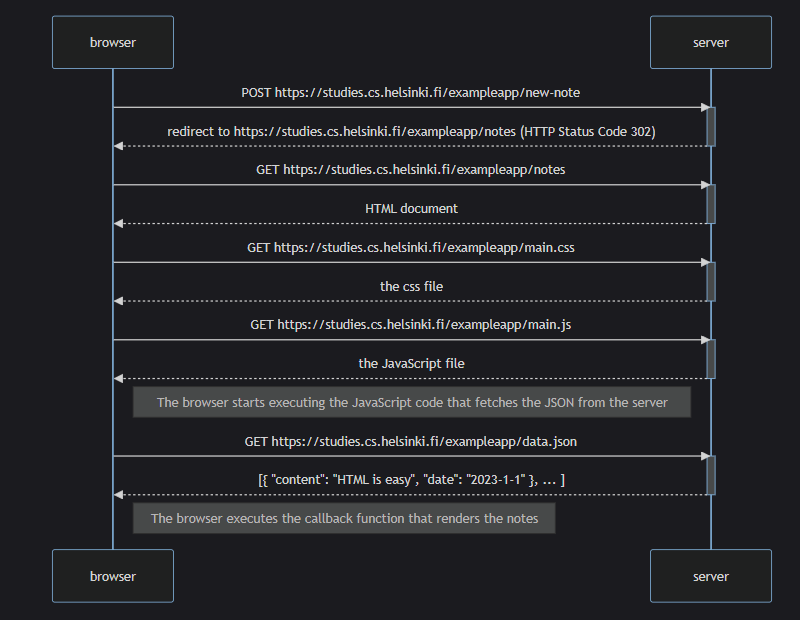 browser
server
POST https://studies.cs.helsinki.fi/exampleapp/new-note
redirect to https://studies.cs.helsinki.fi/exampleapp/notes (HTTP Status Code 302)
GET https://studies.cs.helsinki.fi/exampleapp/notes
HTML document
GET https://studies.cs.helsinki.fi/exampleapp/main.css
the css file
GET https://studies.cs.helsinki.fi/exampleapp/main.js
the JavaScript file
The browser starts executing the JavaScript code that fetches the JSON from the server
GET https://studies.cs.helsinki.fi/exampleapp/data.json
[{ "content": "HTML is easy", "date": "2023-1-1" }, ... ]
The browser executes the callback function that renders the notes
browser
server